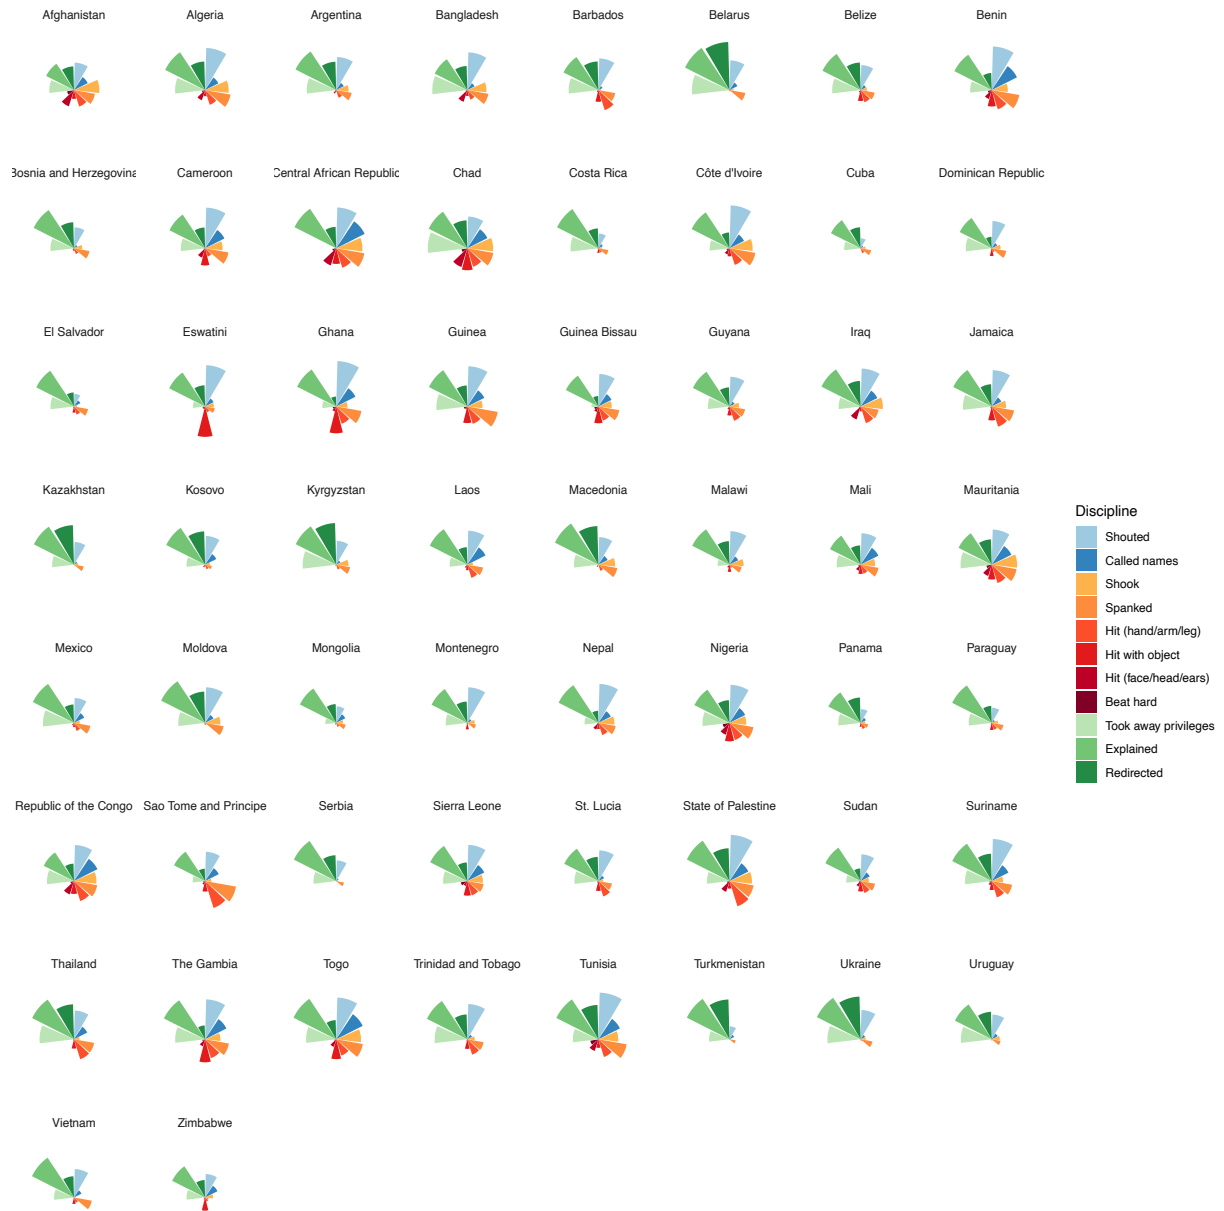 Afghanistan
Algeria
Argentina
Bangladesh
Barbados
Belarus
Belize
Benin
Bosnia and Herzegovina
Cameroon
Central African Republic
Chad
Costa Rica
Côte d'Ivoire
Cuba
Dominican Republic
El Salvador
Eswatini
Ghana
Guinea
Guinea Bissau
Guyana
Iraq
Jamaica
Kazakhstan
Kosovo
Kyrgyzstan
Laos
Macedonia
Malawi
Mali
Mauritania
Mexico
Moldova
Mongolia
Montenegro
Nepal
Nigeria
Panama
Paraguay
Republic of the Congo
Sao Tome and Principe
Serbia
Sierra Leone
St. Lucia
State of Palestine
Sudan
Suriname
Thailand
The Gambia
Togo
Trinidad and Tobago
Tunisia
Turkmenistan
Ukraine
Uruguay
Vietnam
Zimbabwe
Discipline
Shouted
Called names
Shook
Spanked
Hit (hand/arm/leg)
Hit with object
Hit (face/head/ears)
Beat hard
Took away privileges
Explained
Redirected